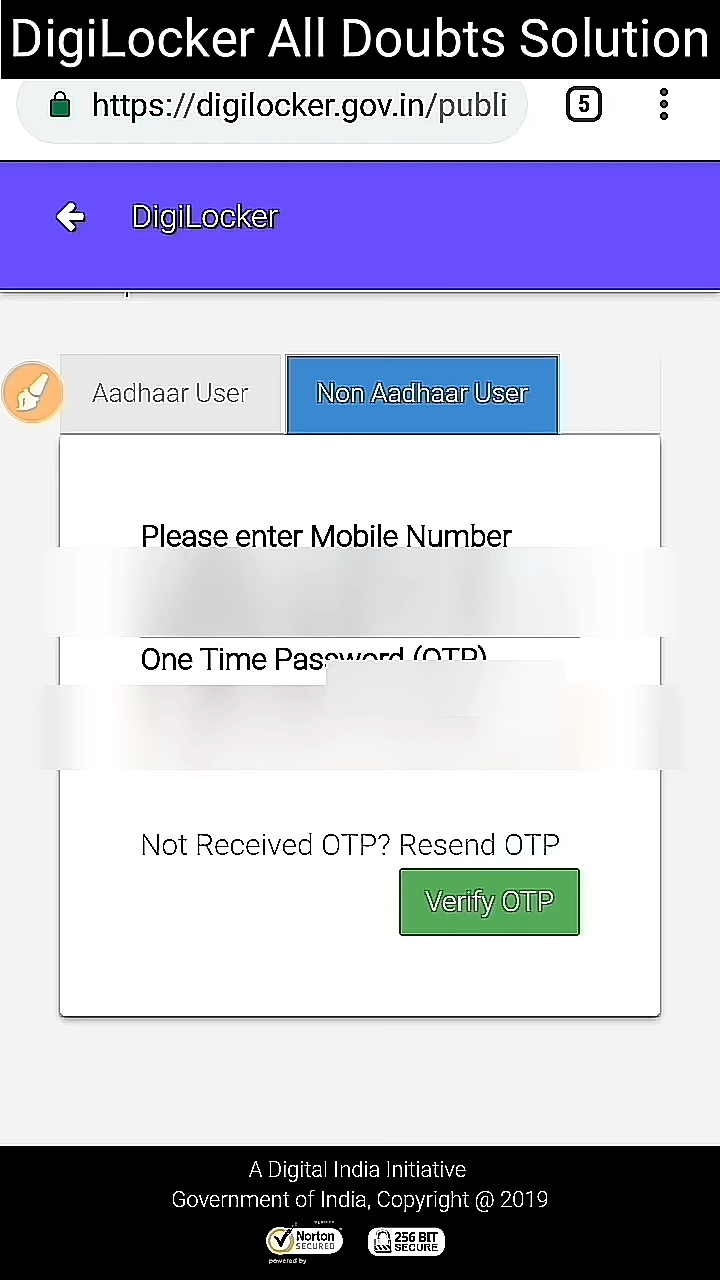 DigiLocker All Doubts Solution
https://digilocker.gov.in/publi
5
DigiLocker
Aadhaar User
Non Aadhaar User
Please enter Mobile Number
One Time Password (OTP)
Not Received OTP? Resend OTP
Verify OTP
A Digital India Initiative
Government of India, Copyright @ 2019
Norton
SECURED
powered by
256 BIT
SECURE